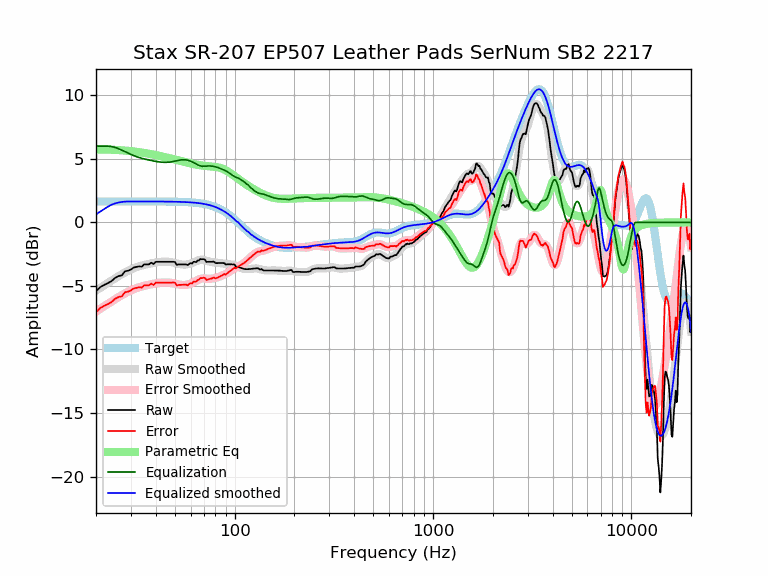 Stax SR-207 EP507 Leather Pads SerNum SB2 2217
Amplitude (dBr)
10
5
0
−5
−10
−15
−20
Target
Raw Smoothed
Error Smoothed
Raw
Error
Parametric Eq
Equalization
Equalized smoothed
100
1000
10000
Frequency (Hz)